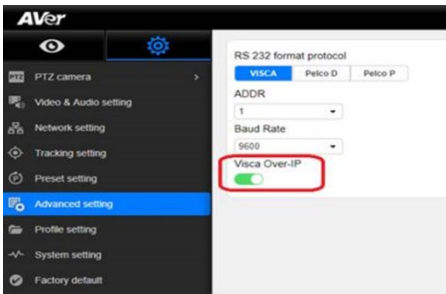 AVer
PTZ camera
Video & Audio setting
Network setting
Tracking setting
Preset setting
Advanced setting
Profile setting
System setting
Factory default
RS 232 format protocol
VISCA Pelco D Pelco P
ADDR
1
Baud Rate
9600
Visca Over-IP